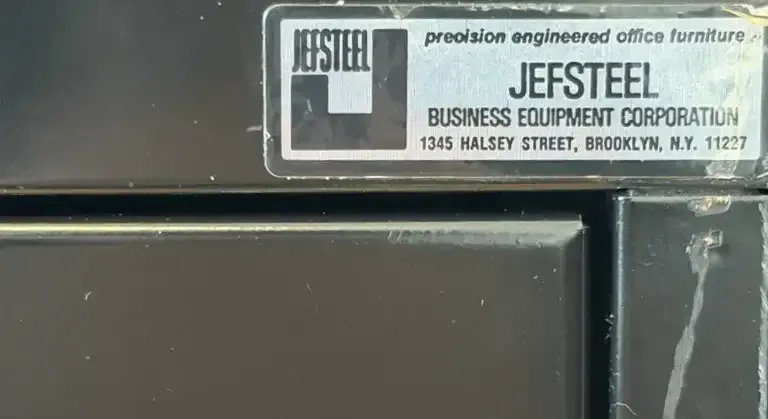 JEFSTEEL
precision engineered office furniture
JEFSTEEL
BUSINESS EQUIPMENT CORPORATION
1345 HALSEY STREET, BROOKLYN, N.Y. 11227